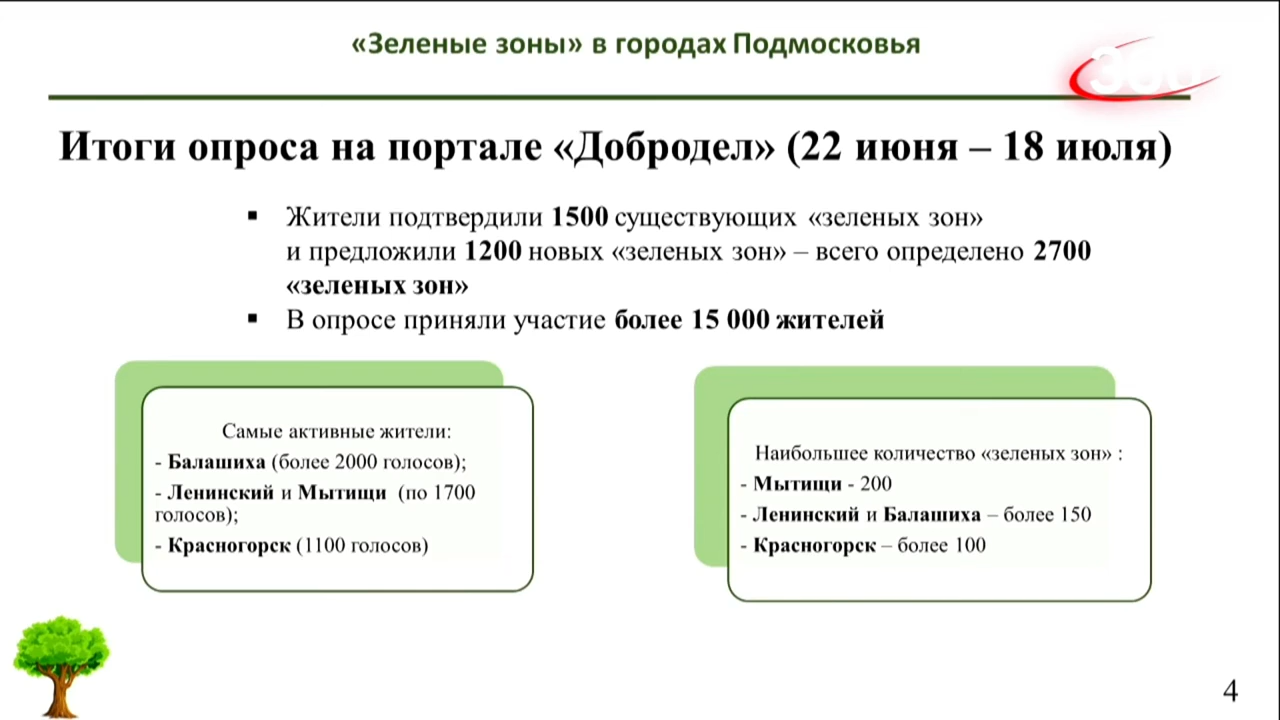 «Зеленые зоны» в городах Подмосковья
360
Итоги опроса на портале «Добродел» (22 июня – 18 июля)
▪ Жители подтвердили 1500 существующих «зеленых зон»
и предложили 1200 новых «зеленых зон» – всего определено 2700
«зеленых зон»
▪ В опросе приняли участие более 15 000 жителей
Самые активные жители:
- Балашиха (более 2000 голосов);
- Ленинский и Мытищи (по 1700
голосов);
- Красногорск (1100 голосов)
Наибольшее количество «зеленых зон» :
- Мытищи - 200
- Ленинский и Балашиха – более 150
- Красногорск – более 100
4